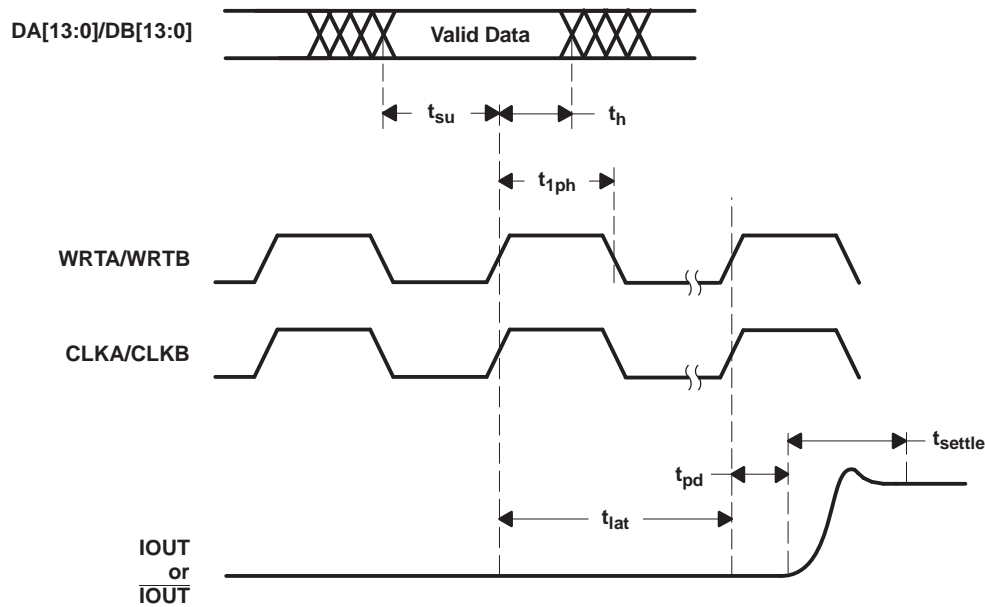 DA[13:0]/DB[13:0]
Valid Data
tsu
th
t1ph
WRTA/WRTB
CLKA/CLKB
tsettle
tpd
tlat
IOUT
or
IOUT